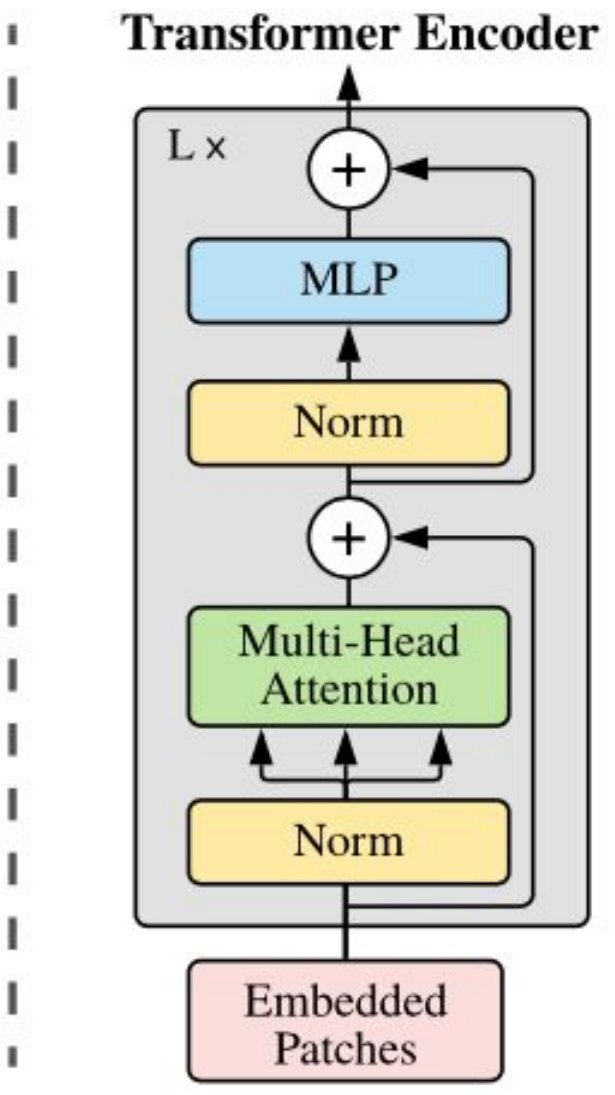 Transformer Encoder
L ×
+
MLP
Norm
+
Multi-Head
Attention
Norm
Embedded
Patches